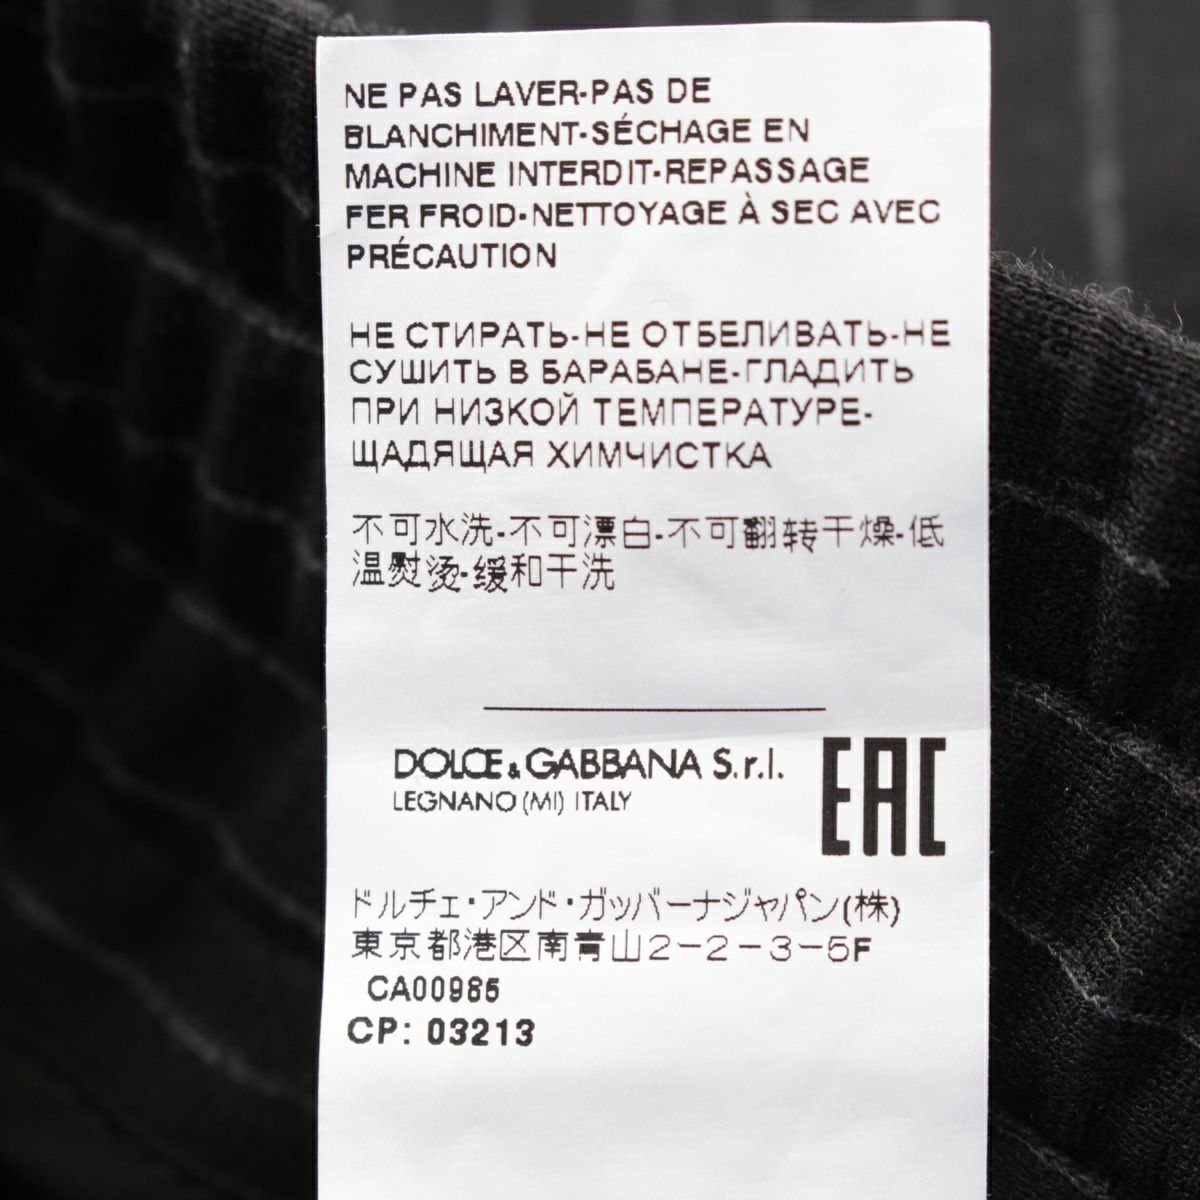 NE PAS LAVER-PAS DE
BLANCHIMENT-SÉCHAGE EN
MACHINE INTERDIT-REPASSAGE
FER FROID-NETTOYAGE À SEC AVEC
PRÉCAUTION
НЕ СТИРАТЬ-НЕ ОТБЕЛИВАТЬ-НЕ
СУШИТЬ В БАРАБАНЕ-ГЛАДИТЬ
ПРИ НИЗКОЙ ТЕМПЕРАТУРЕ-
ЩАДЯЩАЯ ХИМЧИСТКА
不可水洗-不可漂白-不可翻转干燥-低
温熨烫-缓和干洗
DOLCE & GABBANA S.r.l.
LEGNANO (MI) ITALY
EAC
ドルチェ・アンド・ガッバーナジャパン(株)
東京都港区南青山2-2-3-5F
CA00985
CP: 03213